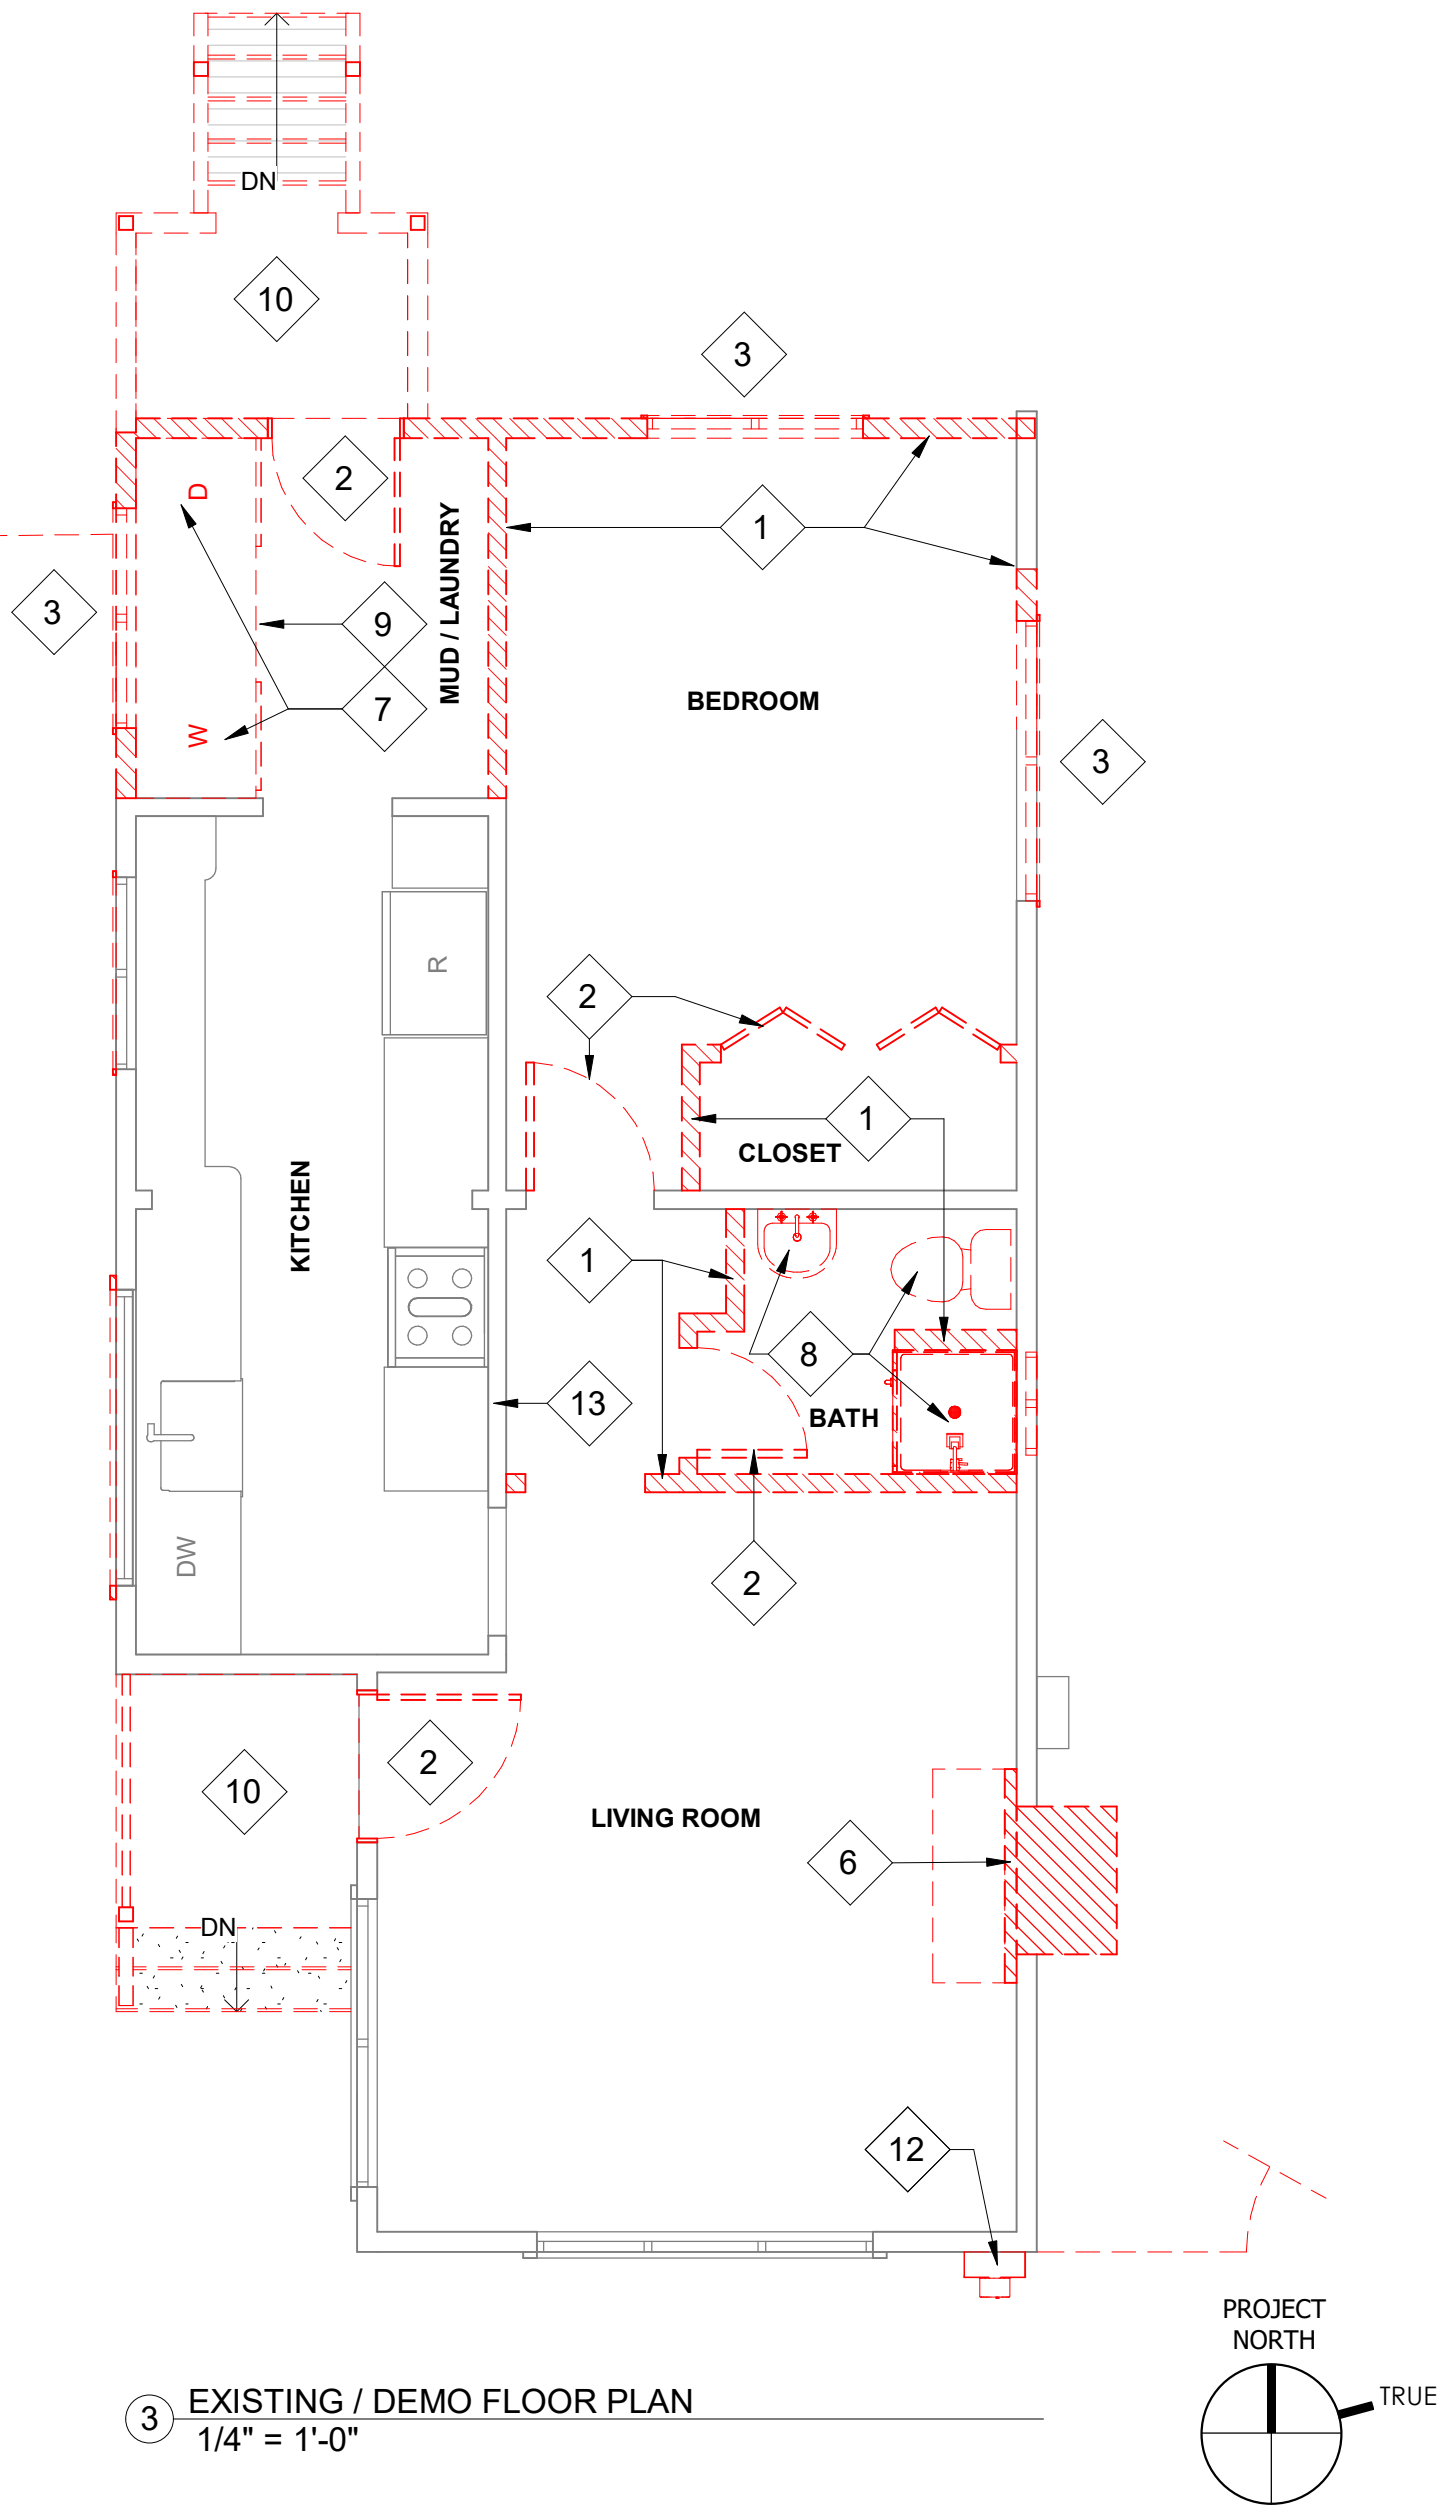 DN
10
3
2
D
1
MUD / LAUNDRY
3
9
BEDROOM
7
W
3
R
2
1
CLOSET
KITCHEN
1
8
13
BATH
DW
2
2
10
LIVING ROOM
6
DN
12
PROJECT
NORTH
TRUE
3
EXISTING / DEMO FLOOR PLAN
1/4" = 1'-0"